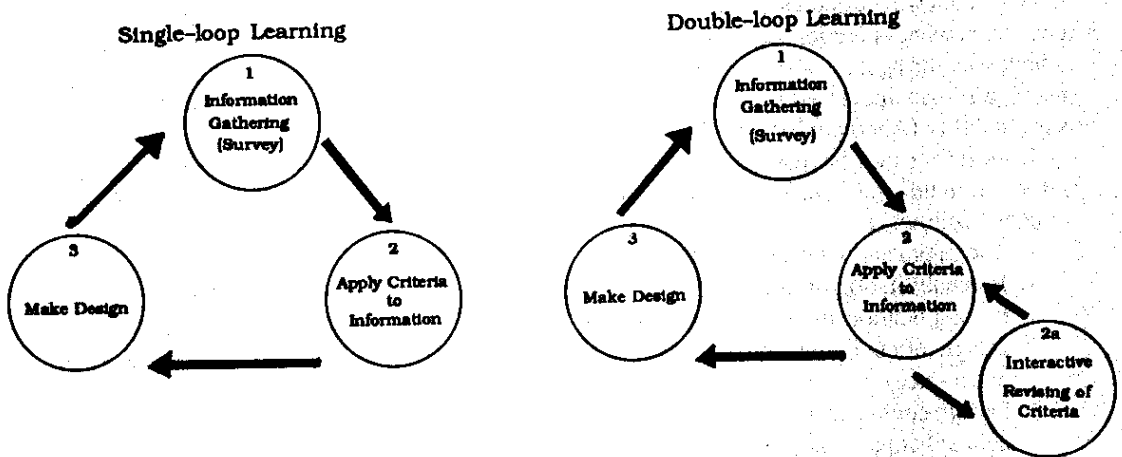 Single-loop Learning
1
Information
Gathering
(Survey)
2
Apply Criteria
to
Information
3
Make Design
Double-loop Learning
1
Information
Gathering
(Survey)
2
Apply Criteria
to
Information
2a
Interactive
Revising of
Criteria
3
Make Design